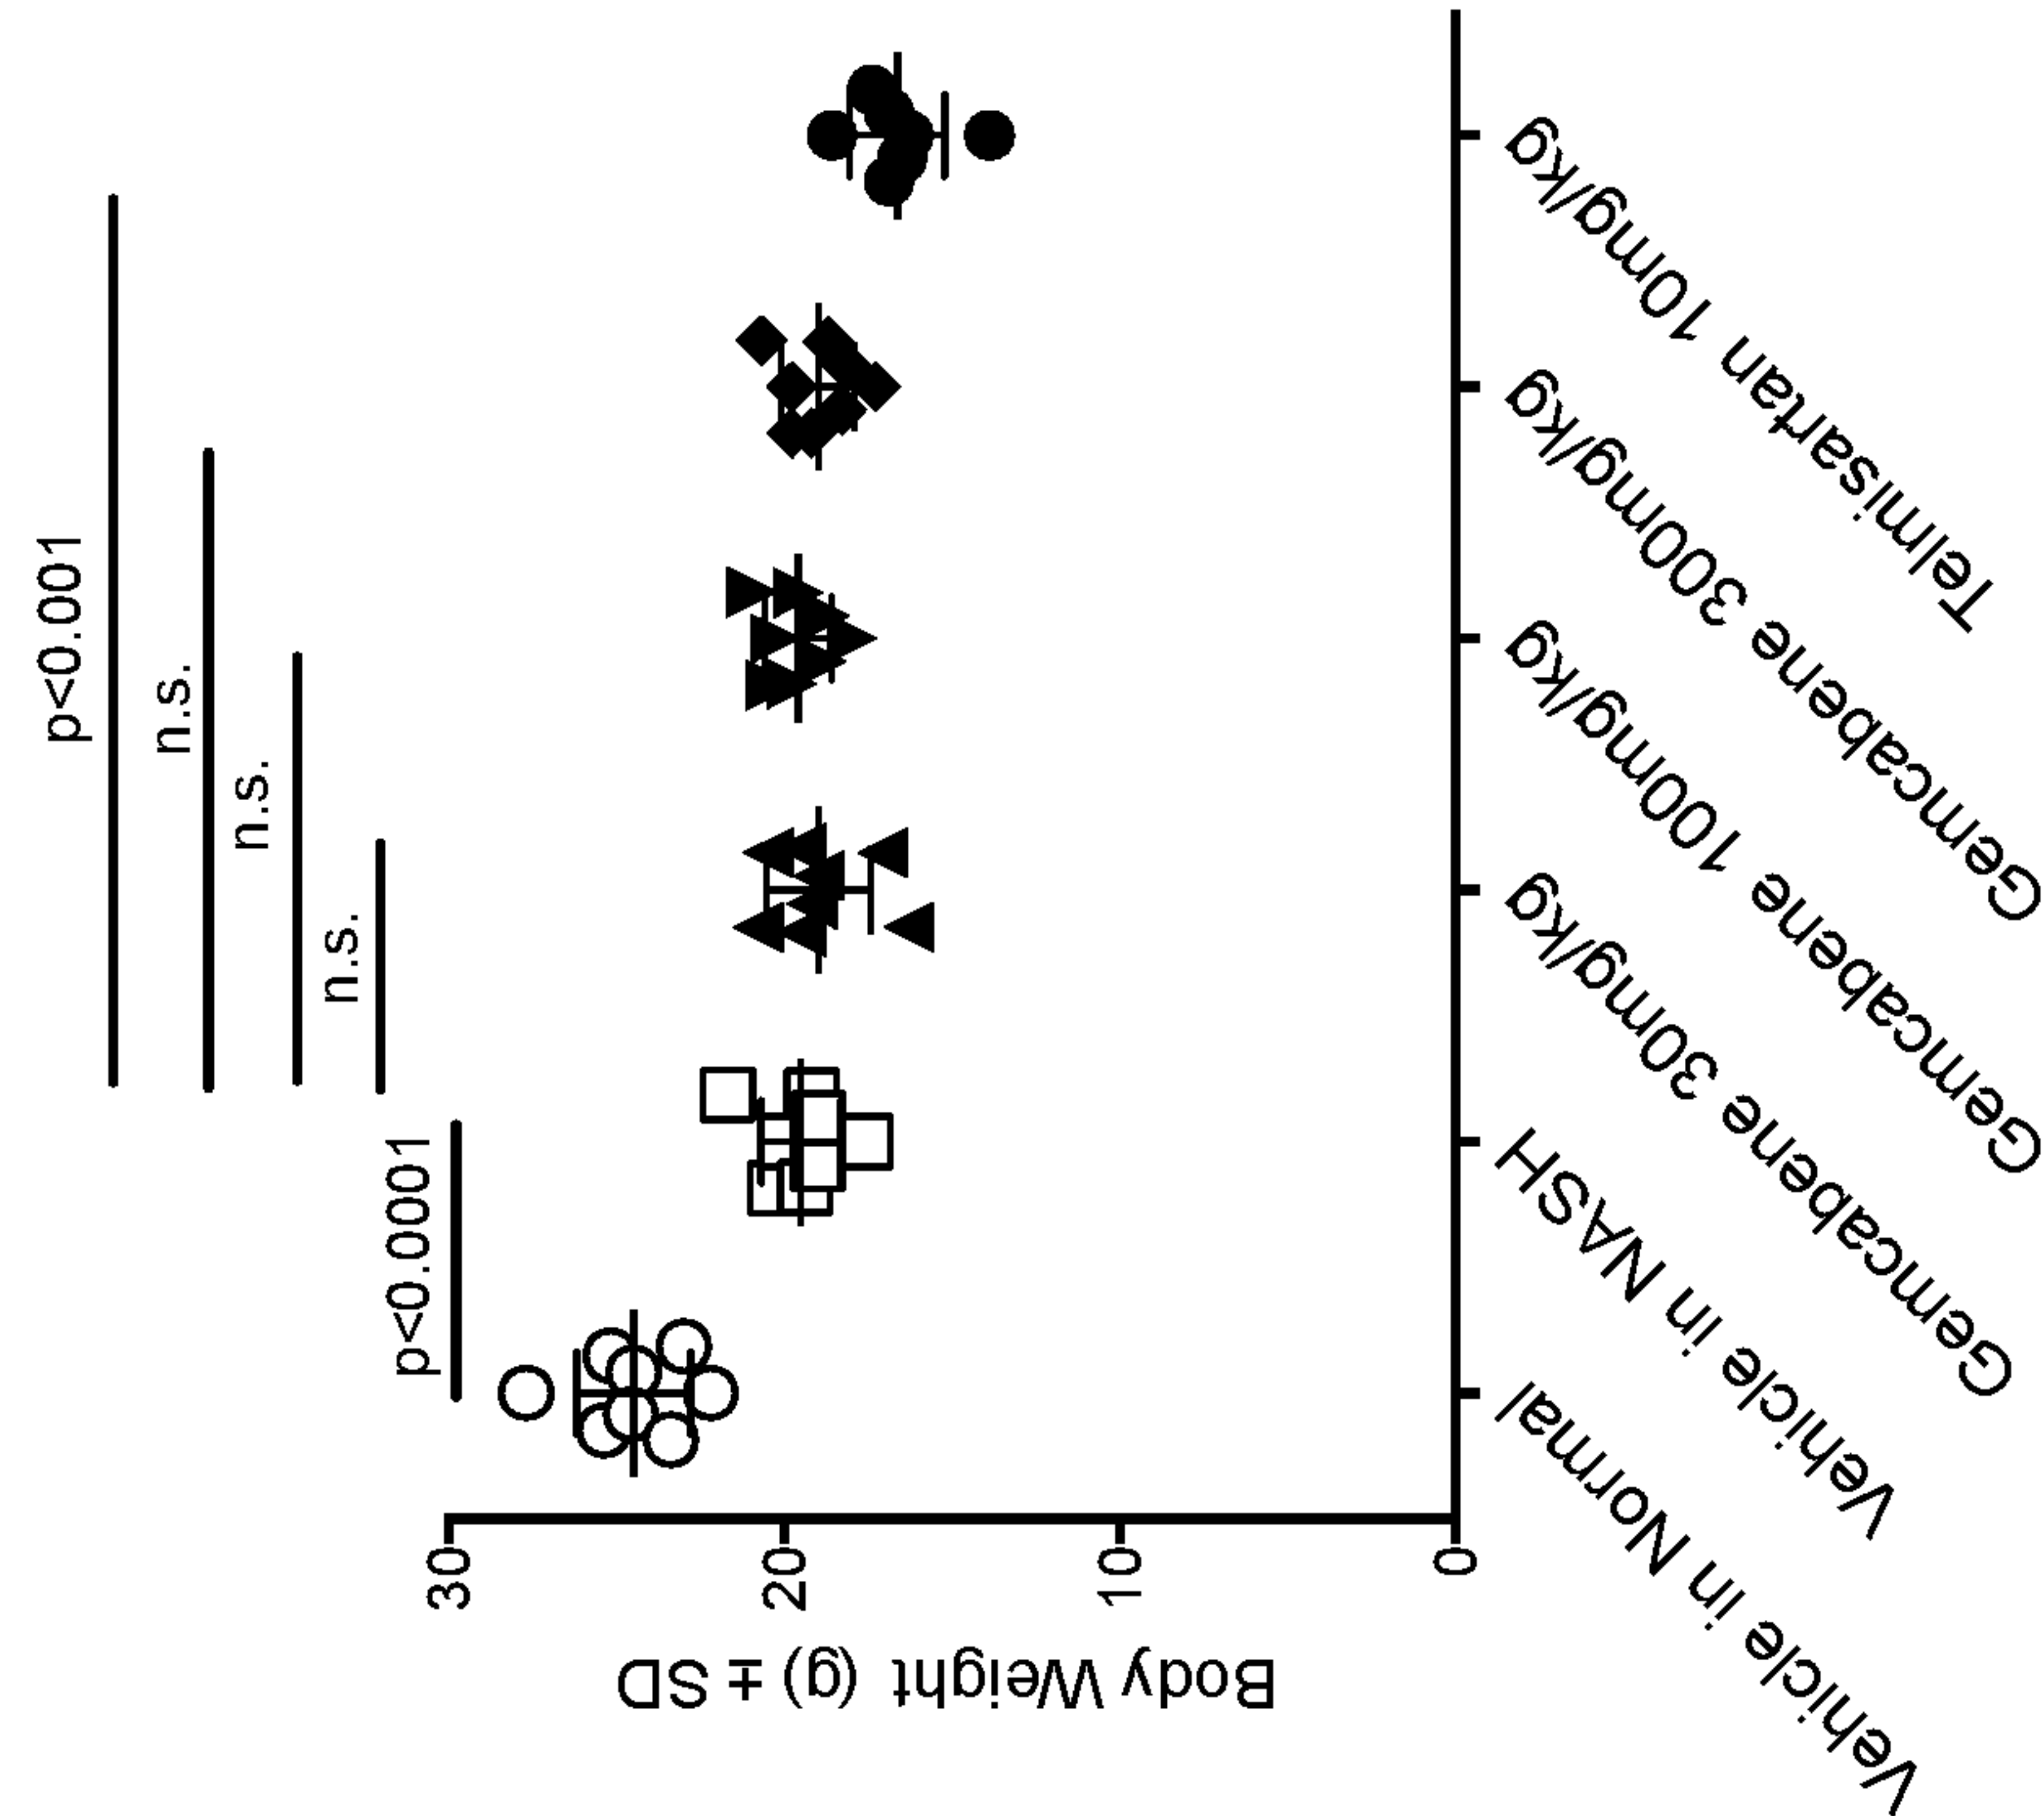 p<0.001
n.s.
n.s.
n.s.
p<0.0001
Body Weight (g) ± SD
30
20
10
0
Vehicle in Normal
Vehicle in NASH
Gemcabene 30mg/kg
Gemcabene 100mg/kg
Gemcabene 300mg/kg
Telmisartan 10mg/kg